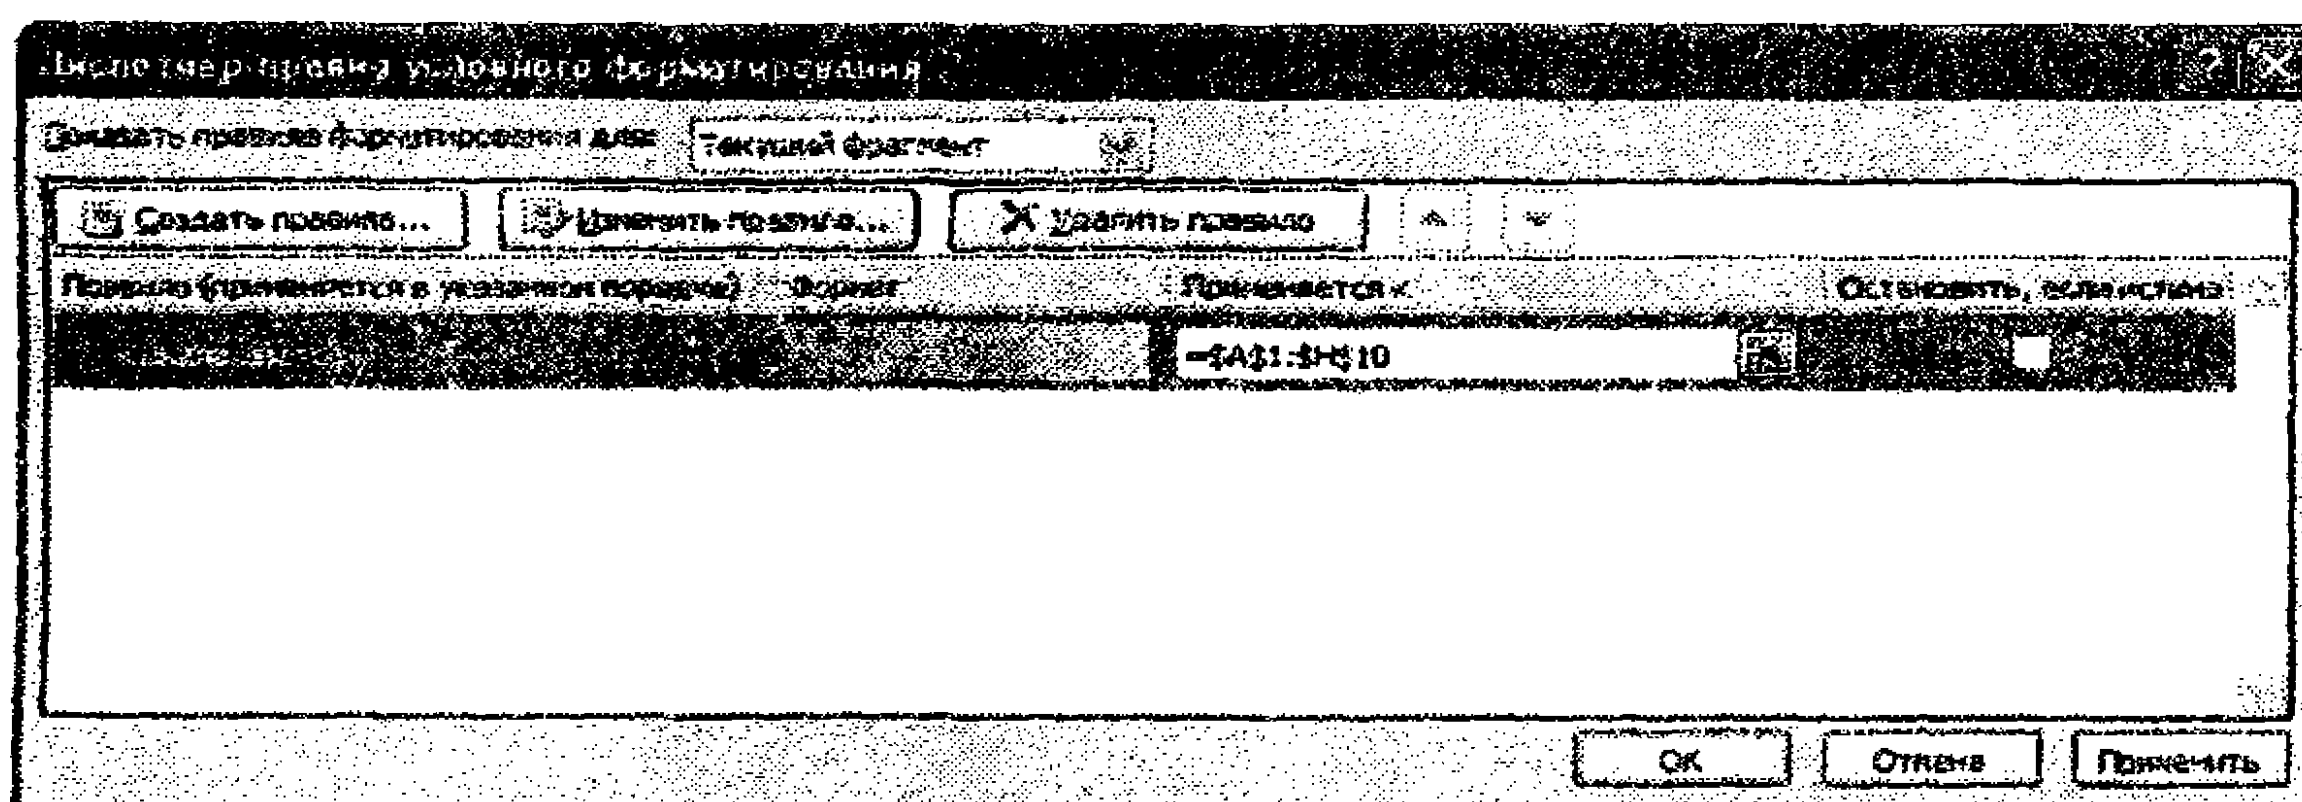 Диспетчер правил условного форматирования
Показать правила форматирования для: Текущий фрагмент
Создать правило... Изменить правило... Удалить правило
Правило (применяется в указанном порядке) Формат Применяется к Остановить, если истина
=$A$1:$H$10
ОК Отмена Применить